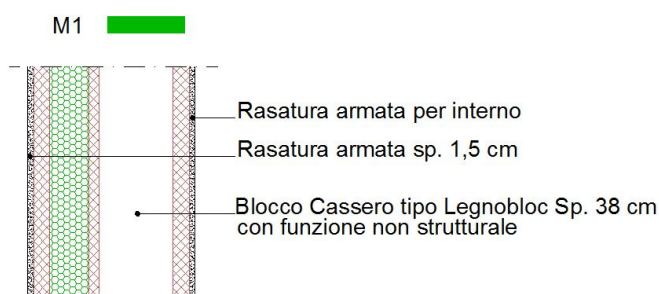 M1
Rasatura armata per interno
Rasatura armata sp. 1,5 cm
Blocco Cassero tipo Legnobloc Sp. 38 cm
con funzione non strutturale